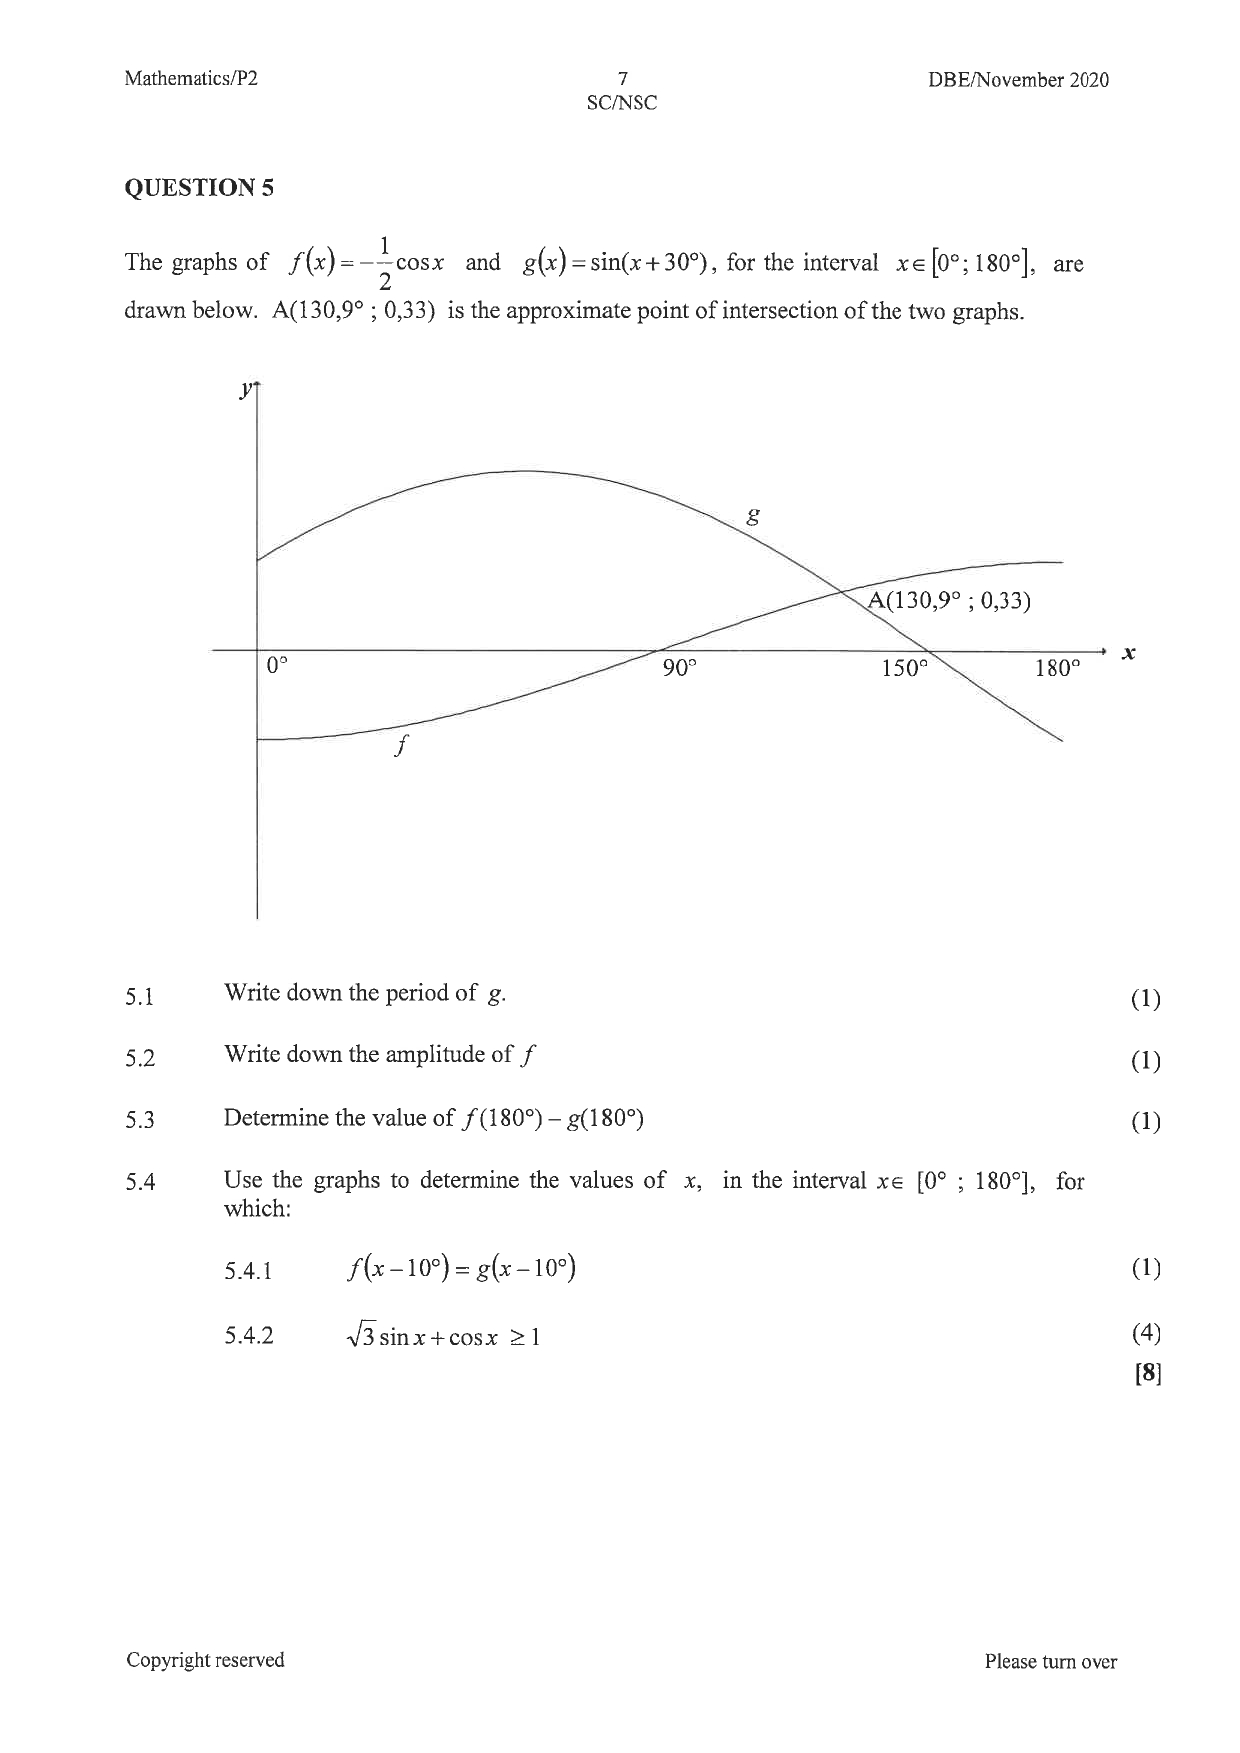 Mathematics/P2 7 DBE/November 2020
SC/NSC
QUESTION 5
The graphs of f(x) = −1/2 cos x and g(x) = sin(x + 30°), for the interval x ∈ [0°; 180°], are
drawn below. A(130,9° ; 0,33) is the approximate point of intersection of the two graphs.
y
g
A(130,9° ; 0,33)
x
0° 90° 150° 180°
f
5.1 Write down the period of g. (1)
5.2 Write down the amplitude of f (1)
5.3 Determine the value of f(180°) – g(180°) (1)
5.4 Use the graphs to determine the values of x, in the interval x ∈ [0° ; 180°], for
which:
5.4.1 f(x − 10°) = g(x − 10°) (1)
5.4.2 √3 sin x + cos x ≥ 1 (4)
[8]
Copyright reserved Please turn over